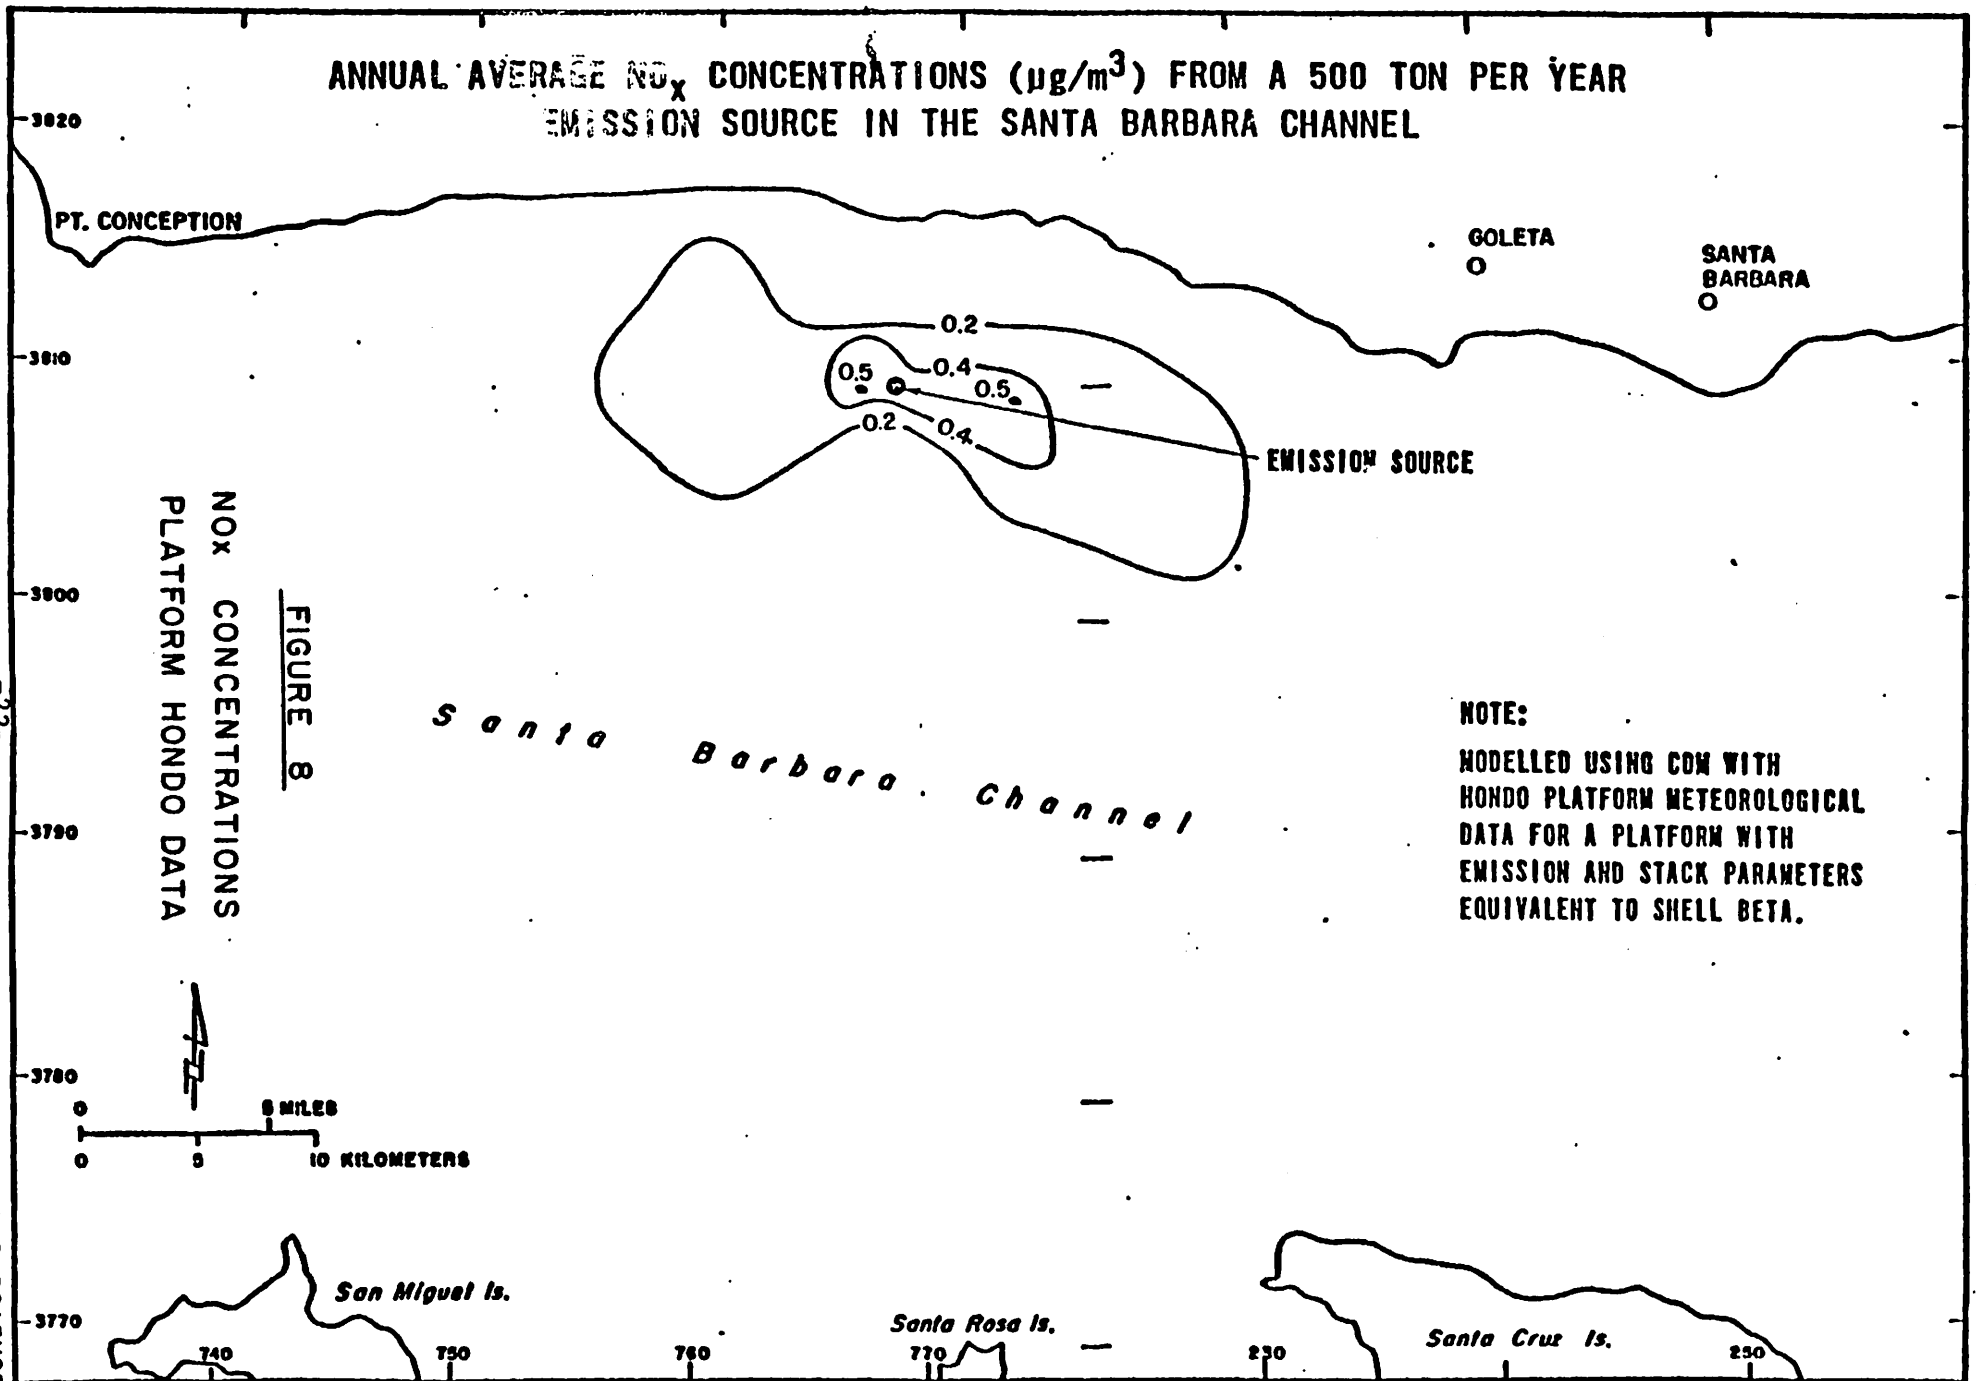 ANNUAL AVERAGE NOx CONCENTRATIONS (µg/m³) FROM A 500 TON PER YEAR
EMISSION SOURCE IN THE SANTA BARBARA CHANNEL
3820
PT. CONCEPTION
GOLETA
SANTA
BARBARA
0.2
3810
0.4
0.5
0.5
0.2
0.4
EMISSION SOURCE
3800
FIGURE 8
NOx CONCENTRATIONS
PLATFORM HONDO DATA
Santa Barbara Channel
NOTE:
MODELLED USING CDM WITH
HONDO PLATFORM METEOROLOGICAL
DATA FOR A PLATFORM WITH
EMISSION AND STACK PARAMETERS
EQUIVALENT TO SHELL BETA.
3790
3780
0 5 MILES
0 5 10 KILOMETERS
San Miguel Is.
3770
Santa Rosa Is.
Santa Cruz Is.
740 750 760 770 230 250